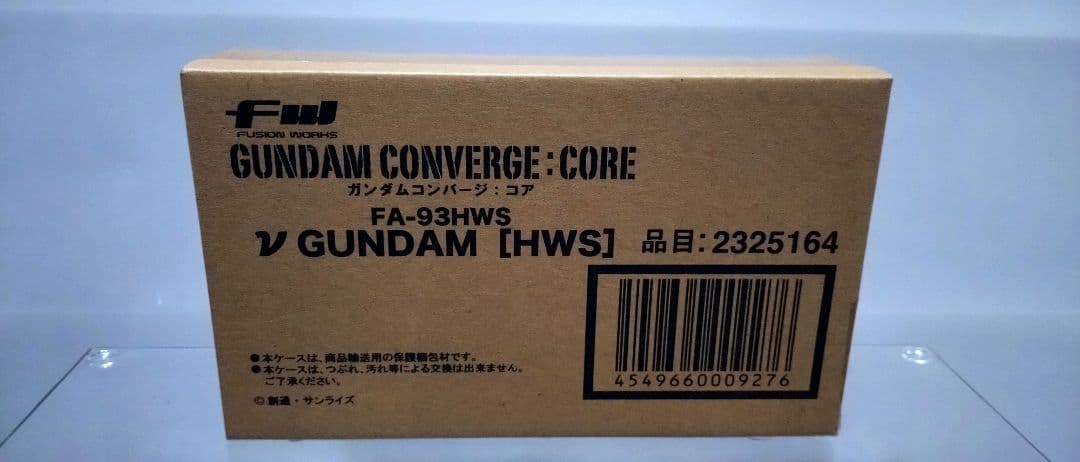 FW
FUSION WORKS
GUNDAM CONVERGE:CORE
ガンダムコンバージ:コア
FA-93HWS
ν GUNDAM [HWS] 品目:2325164
●本ケースは、商品輸送用の保護梱包材です。
●本ケースは、つぶれ、汚れ等による交換は出来ません。
ご了承ください。
©創通・サンライズ
4549660009276